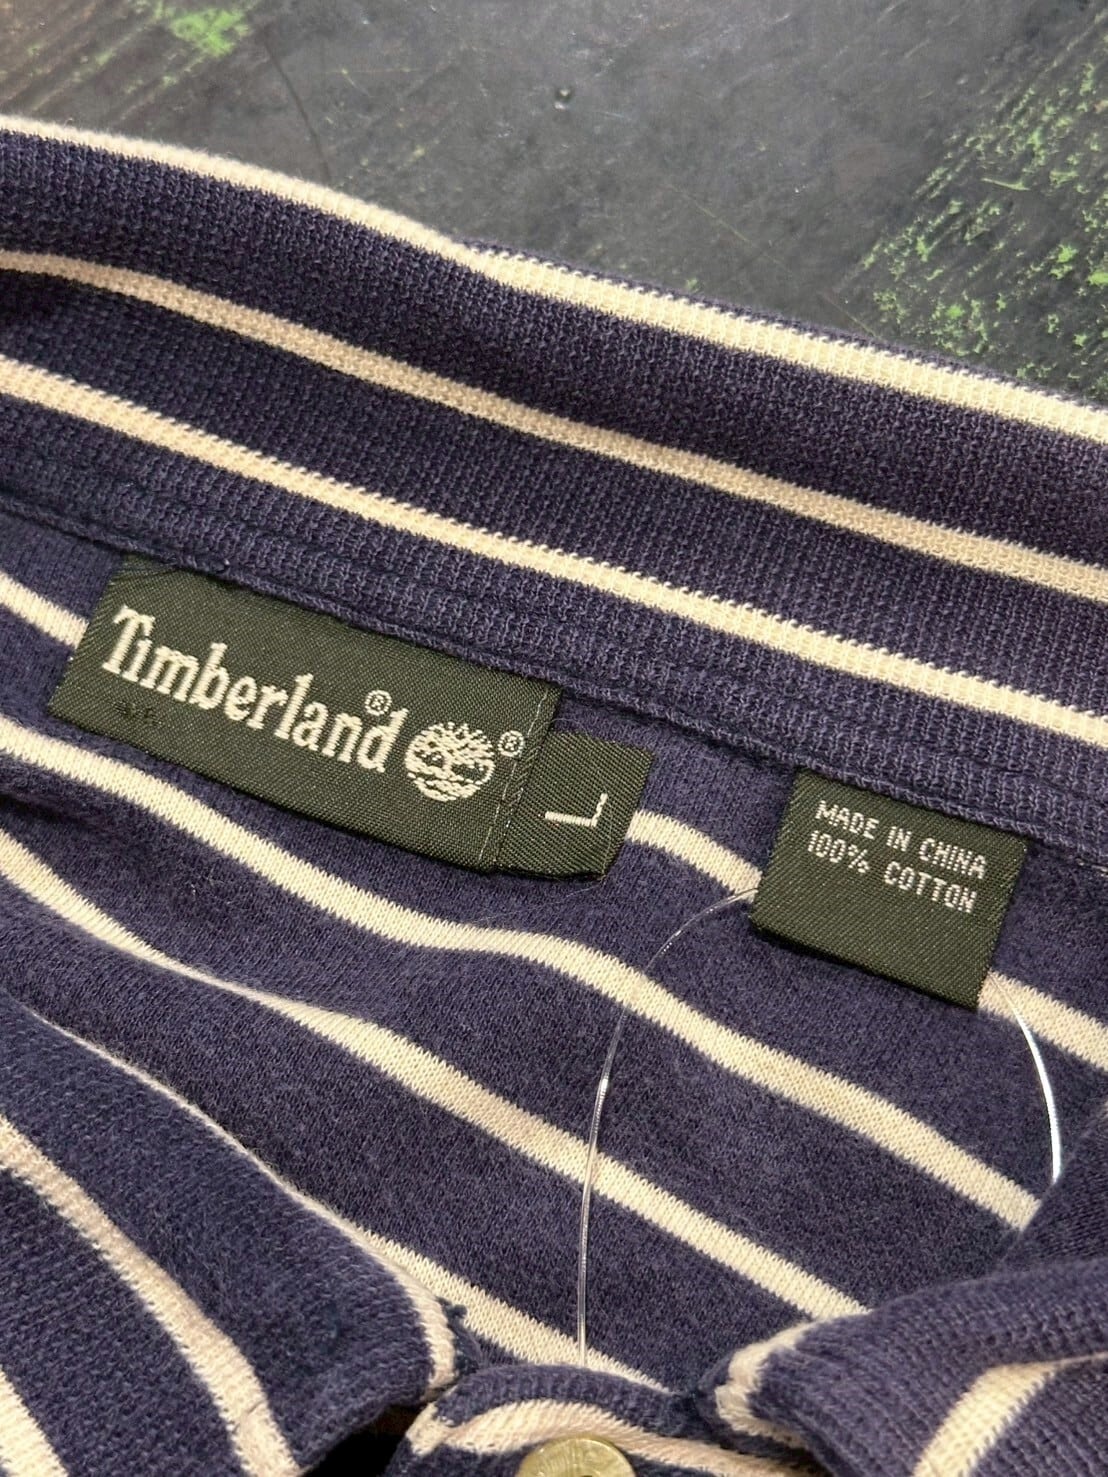 Timberland® ®
L
MADE IN CHINA
100% COTTON